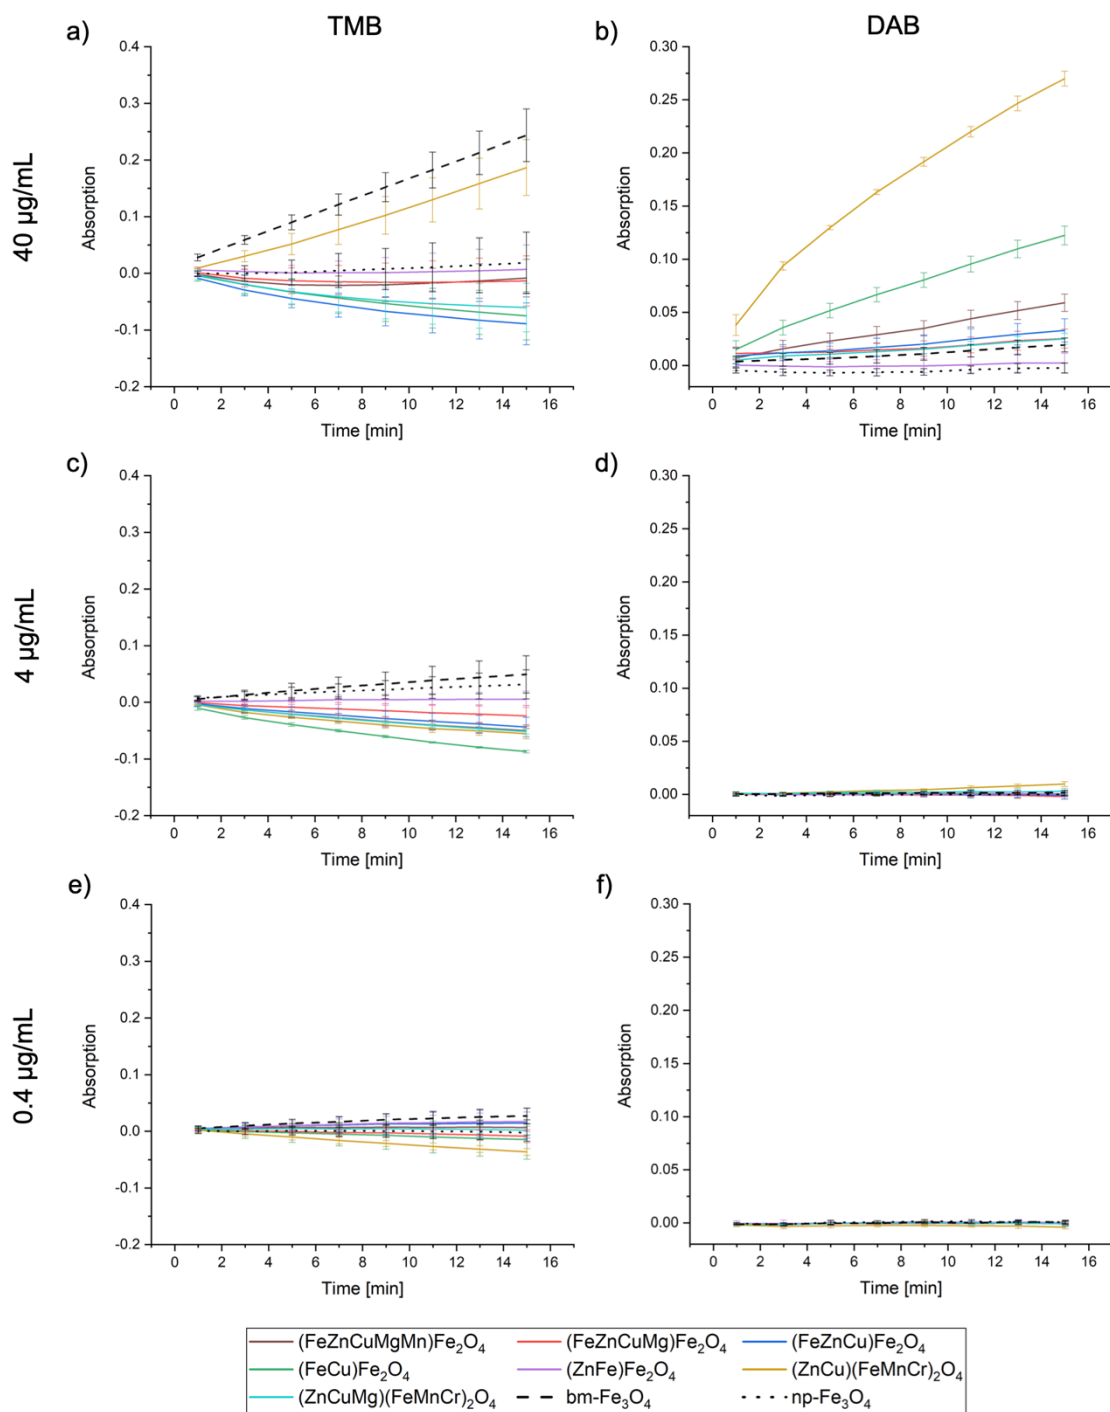 TMB
DAB
a)
0.4
0.3
0.2
0.1
0.0
-0.1
-0.2
Absorption
0 2 4 6 8 10 12 14 16
Time [min]
40 µg/mL
b)
0.30
0.25
0.20
0.15
0.10
0.05
0.00
Absorption
0 2 4 6 8 10 12 14 16
Time [min]
c)
0.4
0.3
0.2
0.1
0.0
-0.1
-0.2
Absorption
0 2 4 6 8 10 12 14 16
Time [min]
4 µg/mL
d)
0.30
0.25
0.20
0.15
0.10
0.05
0.00
Absorption
0 2 4 6 8 10 12 14 16
Time [min]
e)
0.4
0.3
0.2
0.1
0.0
-0.1
-0.2
Absorption
0 2 4 6 8 10 12 14 16
Time [min]
0.4 µg/mL
f)
0.30
0.25
0.20
0.15
0.10
0.05
0.00
Absorption
0 2 4 6 8 10 12 14 16
Time [min]
(FeZnCuMgMn)Fe₂O₄ (FeZnCuMg)Fe₂O₄ (FeZnCu)Fe₂O₄
(FeCu)Fe₂O₄ (ZnFe)Fe₂O₄ (ZnCu)(FeMnCr)₂O₄
(ZnCuMg)(FeMnCr)₂O₄ bm-Fe₃O₄ np-Fe₃O₄